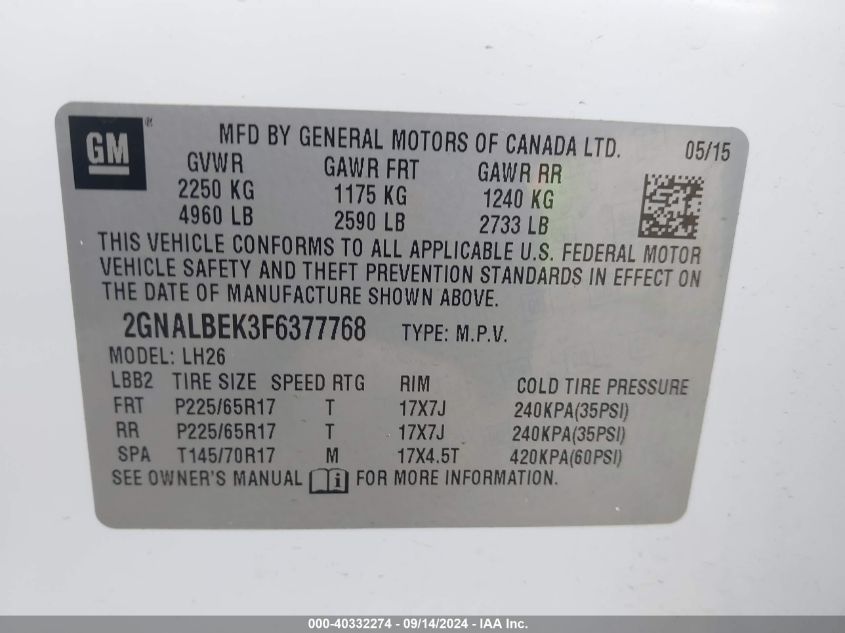 GM ® MFD BY GENERAL MOTORS OF CANADA LTD. 05/15
GVWR GAWR FRT GAWR RR
2250 KG 1175 KG 1240 KG
4960 LB 2590 LB 2733 LB
THIS VEHICLE CONFORMS TO ALL APPLICABLE U.S. FEDERAL MOTOR
VEHICLE SAFETY AND THEFT PREVENTION STANDARDS IN EFFECT ON
THE DATE OF MANUFACTURE SHOWN ABOVE.
2GNALBEK3F6377768 TYPE: M.P.V.
MODEL: LH26
LBB2 TIRE SIZE SPEED RTG RIM COLD TIRE PRESSURE
FRT P225/65R17 T 17X7J 240KPA(35PSI)
RR P225/65R17 T 17X7J 240KPA(35PSI)
SPA T145/70R17 M 17X4.5T 420KPA(60PSI)
SEE OWNER'S MANUAL i FOR MORE INFORMATION.
000-40332274 - 09/14/2024 - IAA Inc.